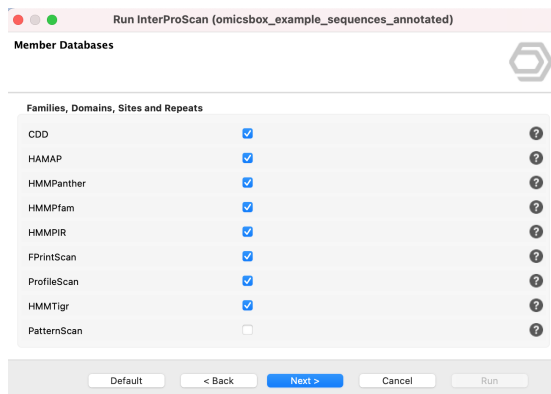 Run InterProScan (omicsbox_example_sequences_annotated)
Member Databases
Families, Domains, Sites and Repeats
CDD ?
HAMAP ?
HMMPanther ?
HMMPfam ?
HMMPIR ?
FPrintScan ?
ProfileScan ?
HMMTigr ?
PatternScan ?
Default < Back Next > Cancel Run